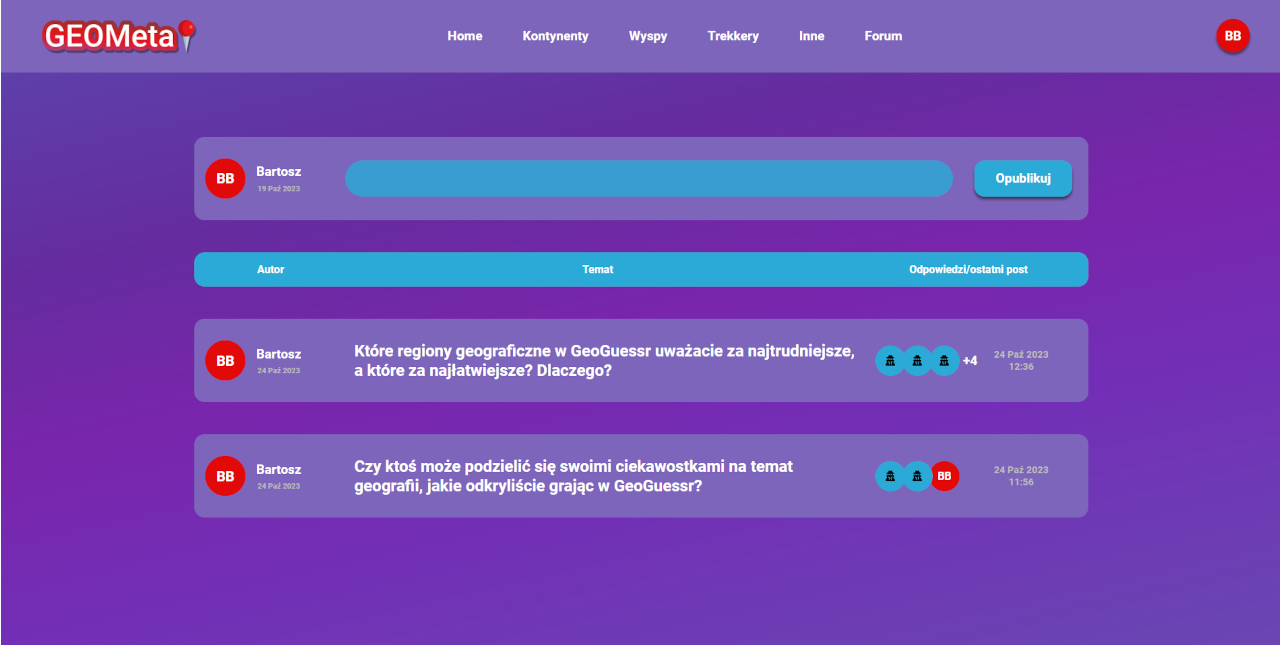 GEOMeta
Home Kontynenty Wyspy Trekkery Inne Forum
BB
BB
Bartosz
19 Paź 2023
Opublikuj
Autor Temat Odpowiedzi/ostatni post
BB
Bartosz
24 Paź 2023
Które regiony geograficzne w GeoGuessr uważacie za najtrudniejsze,
a które za najłatwiejsze? Dlaczego?
+4
24 Paź 2023
12:36
BB
Bartosz
24 Paź 2023
Czy ktoś może podzielić się swoimi ciekawostkami na temat
geografii, jakie odkryliście grając w GeoGuessr?
BB
24 Paź 2023
11:56